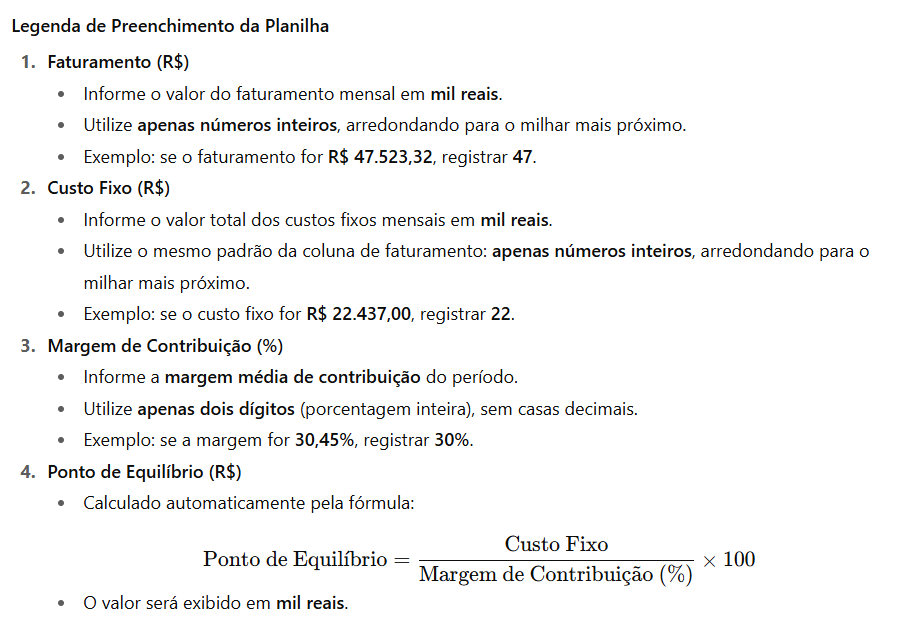 Legenda de Preenchimento da Planilha
1. Faturamento (R$)
• Informe o valor do faturamento mensal em mil reais.
• Utilize apenas números inteiros, arredondando para o milhar mais próximo.
• Exemplo: se o faturamento for R$ 47.523,32, registrar 47.
2. Custo Fixo (R$)
• Informe o valor total dos custos fixos mensais em mil reais.
• Utilize o mesmo padrão da coluna de faturamento: apenas números inteiros, arredondando para o
milhar mais próximo.
• Exemplo: se o custo fixo for R$ 22.437,00, registrar 22.
3. Margem de Contribuição (%)
• Informe a margem média de contribuição do período.
• Utilize apenas dois dígitos (porcentagem inteira), sem casas decimais.
• Exemplo: se a margem for 30,45%, registrar 30%.
4. Ponto de Equilíbrio (R$)
• Calculado automaticamente pela fórmula:
Custo Fixo
Ponto de Equilíbrio = × 100
Margem de Contribuição (%)
• O valor será exibido em mil reais.